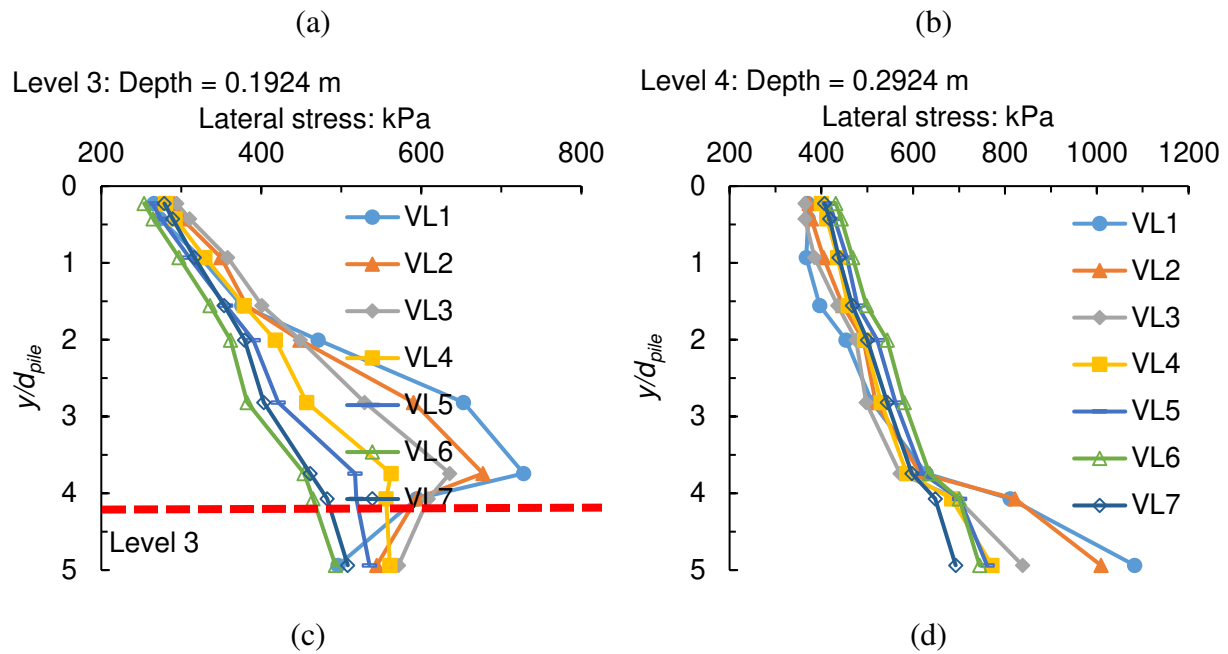 (a)
(b)
Level 3: Depth = 0.1924 m
Lateral stress: kPa
200 400 600 800
0
1
2
3
4
5
y/dpile
VL1
VL2
VL3
VL4
VL5
VL6
VL7
Level 3
(c)
Level 4: Depth = 0.2924 m
Lateral stress: kPa
200 400 600 800 1000 1200
0
1
2
3
4
5
y/dpile
VL1
VL2
VL3
VL4
VL5
VL6
VL7
(d)